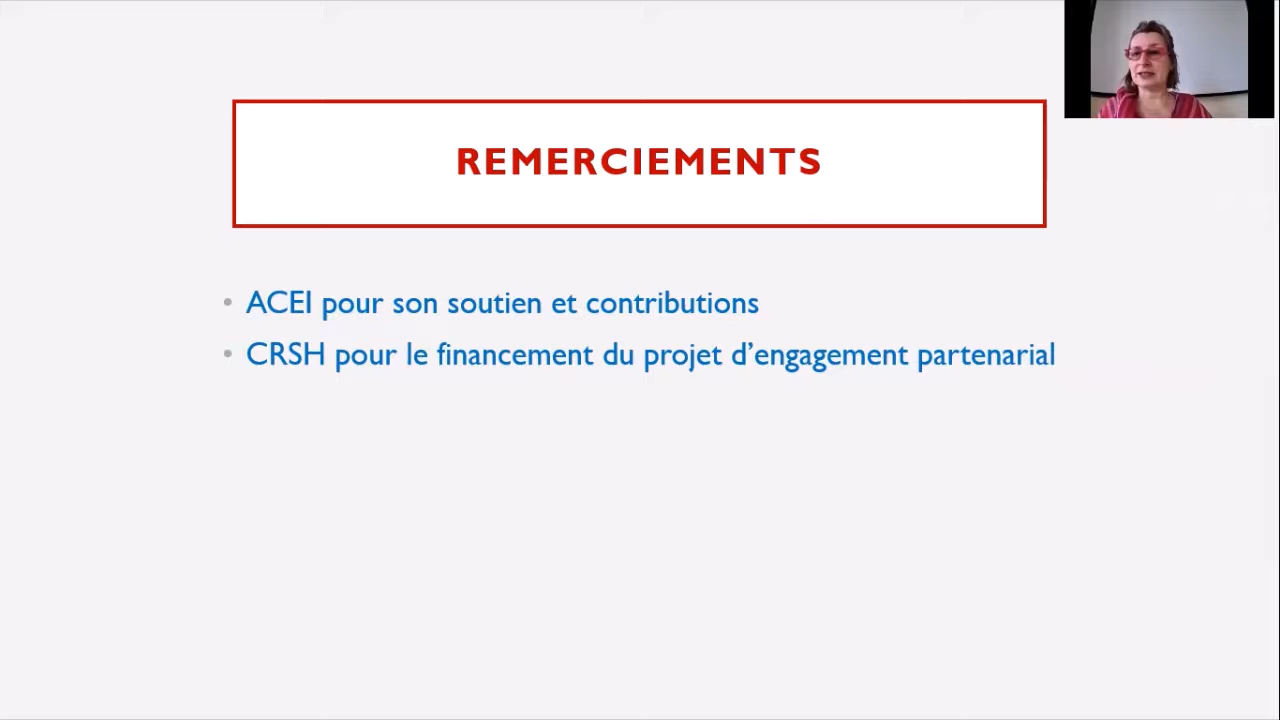 REMERCIEMENTS
• ACEI pour son soutien et contributions
• CRSH pour le financement du projet d’engagement partenarial